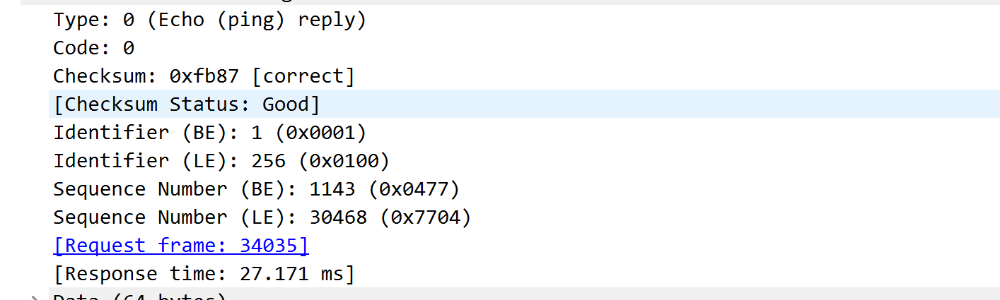 Type: 0 (Echo (ping) reply)
Code: 0
Checksum: 0xfb87 [correct]
[Checksum Status: Good]
Identifier (BE): 1 (0x0001)
Identifier (LE): 256 (0x0100)
Sequence Number (BE): 1143 (0x0477)
Sequence Number (LE): 30468 (0x7704)
[Request frame: 34035]
[Response time: 27.171 ms]
Data (64 bytes)